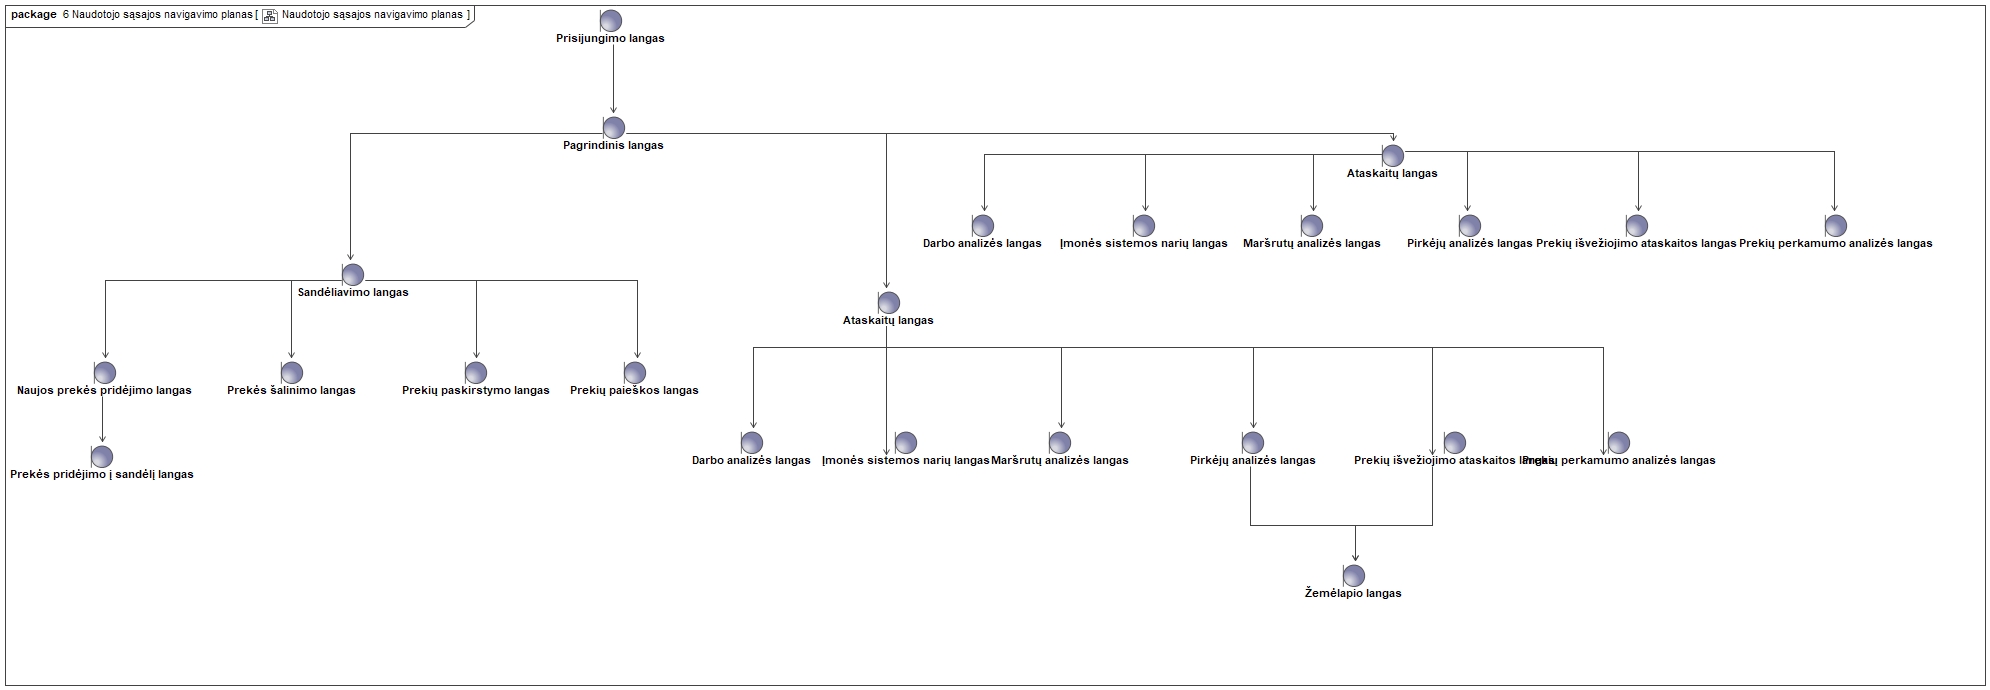 package 6 Naudotojo sąsajos navigavimo planas [ Naudotojo sąsajos navigavimo planas ]
Prisijungimo langas
Pagrindinis langas
Ataskaitų langas
Darbo analizės langas
Įmonės sistemos narių langas
Maršrutų analizės langas
Pirkėjų analizės langas
Prekių išvežiojimo ataskaitos langas
Prekių perkamumo analizės langas
Sandėliavimo langas
Ataskaitų langas
Naujos prekės pridėjimo langas
Prekės šalinimo langas
Prekių paskirstymo langas
Prekių paieškos langas
Darbo analizės langas
Įmonės sistemos narių langas
Maršrutų analizės langas
Pirkėjų analizės langas
Prekių išvežiojimo ataskaitos langas
Prekių perkamumo analizės langas
Prekės pridėjimo į sandėlį langas
Žemėlapio langas